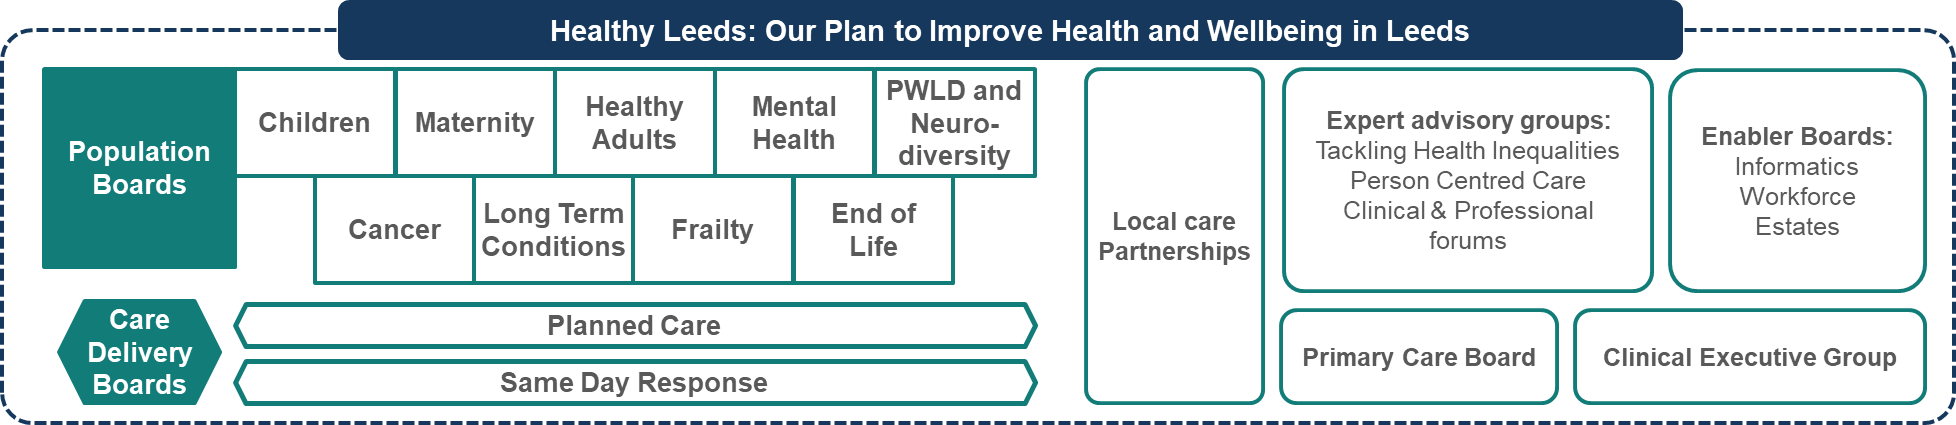 Healthy Leeds: Our Plan to Improve Health and Wellbeing in Leeds
Population
Boards
Children
Maternity
Healthy
Adults
Mental
Health
PWLD and
Neuro-
diversity
Cancer
Long Term
Conditions
Frailty
End of
Life
Care
Delivery
Boards
Planned Care
Same Day Response
Local care
Partnerships
Expert advisory groups:
Tackling Health Inequalities
Person Centred Care
Clinical & Professional
forums
Enabler Boards:
Informatics
Workforce
Estates
Primary Care Board
Clinical Executive Group